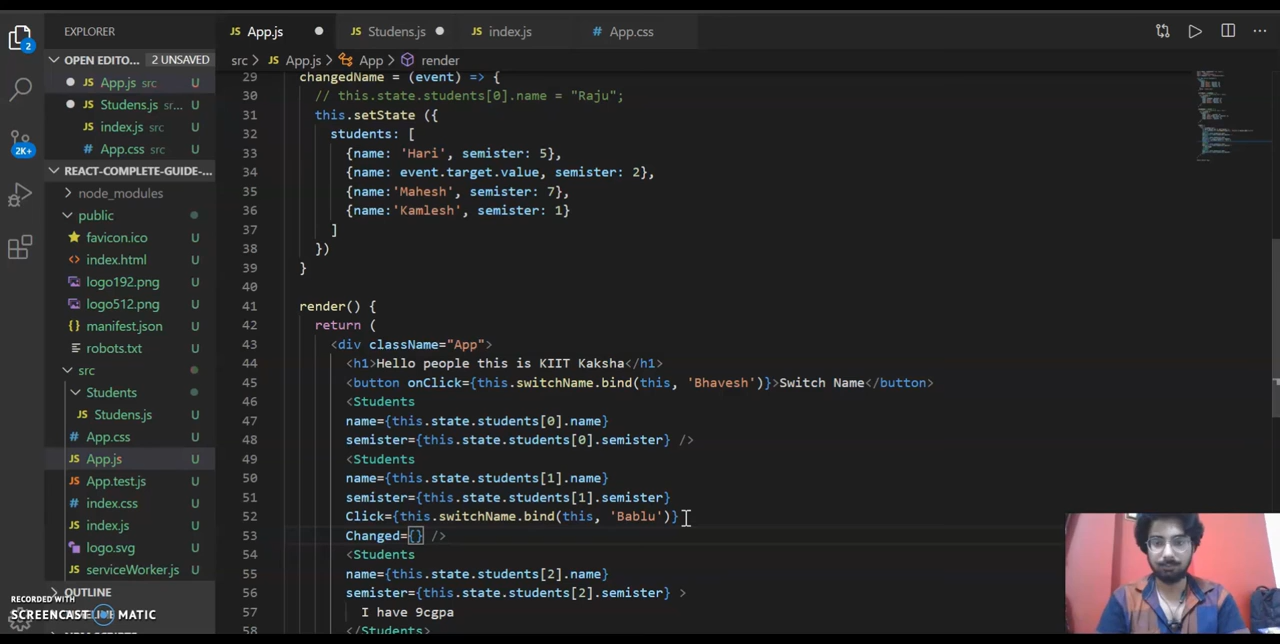 App.js
Studens.js
index.js
App.css
EXPLORER
OPEN EDITO... 2 UNSAVED
App.js src U
Studens.js sr... U
index.js src U
App.css src U
REACT-COMPLETE-GUIDE-...
node_modules
public
favicon.ico U
index.html U
logo192.png U
logo512.png U
manifest.json U
robots.txt U
src
Students
Studens.js U
App.css U
App.js U
App.test.js U
index.css U
index.js U
logo.svg U
serviceWorker.js U
OUTLINE
2
2K+
RECORDED WITH
SCREENCAST MATIC
src > App.js > App > render
29 changedName = (event) => {
30 // this.state.students[0].name = "Raju";
31 this.setState ({
32 students: [
33 {name: 'Hari', semister: 5},
34 {name: event.target.value, semister: 2},
35 {name:'Mahesh', semister: 7},
36 {name:'Kamlesh', semister: 1}
37 ]
38 })
39 }
40
41 render() {
42 return (
43 <div className="App">
44 <h1>Hello people this is KIIT Kaksha</h1>
45 <button onClick={this.switchName.bind(this, 'Bhavesh')}>Switch Name</button>
46 <Students
47 name={this.state.students[0].name}
48 semister={this.state.students[0].semister} />
49 <Students
50 name={this.state.students[1].name}
51 semister={this.state.students[1].semister}
52 Click={this.switchName.bind(this, 'Bablu')}
53 Changed={} />
54 <Students
55 name={this.state.students[2].name}
56 semister={this.state.students[2].semister} >
57 I have 9cgpa
58 </Students>